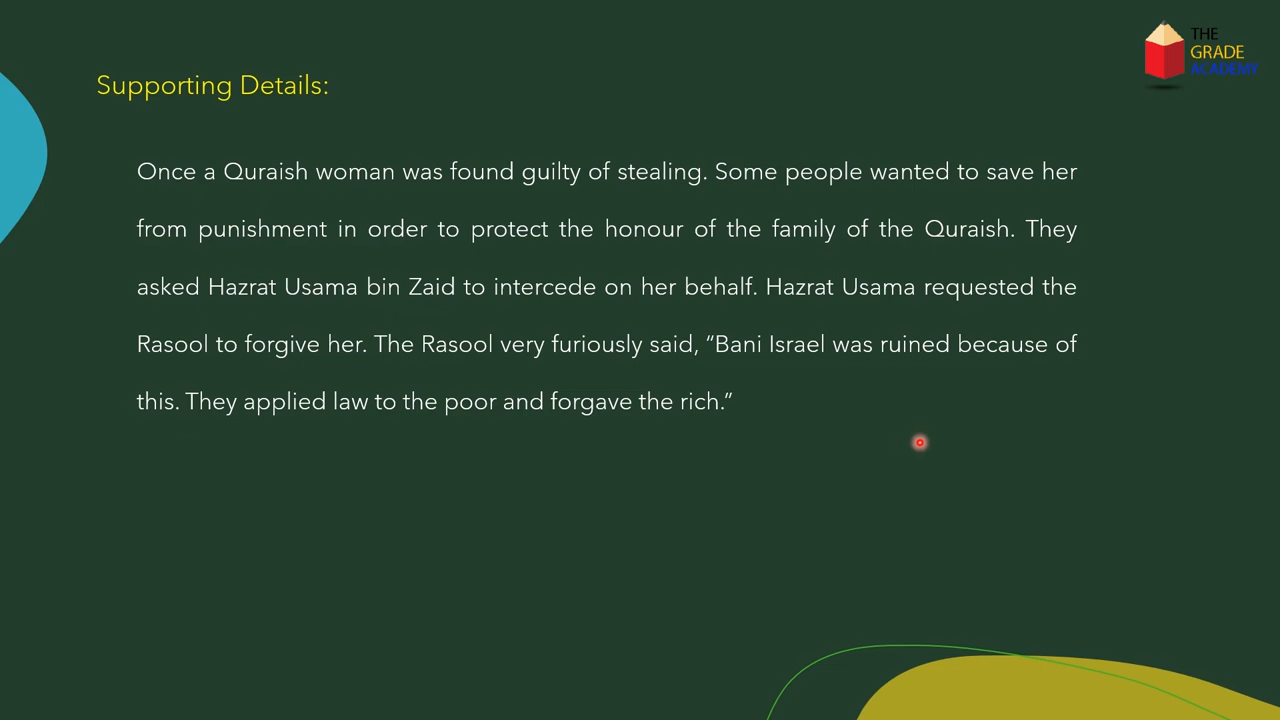 THE
GRADE
ACADEMY
Supporting Details:
Once a Quraish woman was found guilty of stealing. Some people wanted to save her
from punishment in order to protect the honour of the family of the Quraish. They
asked Hazrat Usama bin Zaid to intercede on her behalf. Hazrat Usama requested the
Rasool to forgive her. The Rasool very furiously said, “Bani Israel was ruined because of
this. They applied law to the poor and forgave the rich.”